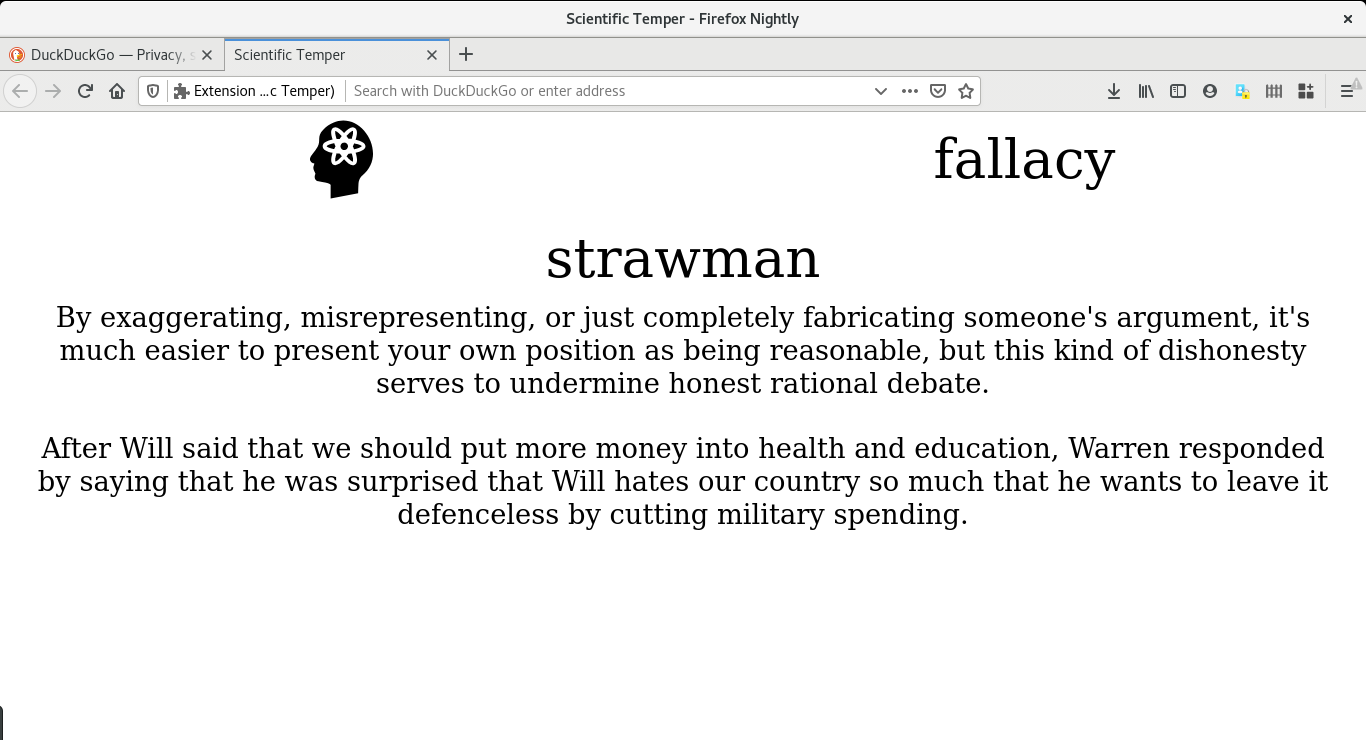 Scientific Temper - Firefox Nightly
DuckDuckGo — Privacy,
Scientific Temper
Extension ...c Temper)
Search with DuckDuckGo or enter address
fallacy
strawman
By exaggerating, misrepresenting, or just completely fabricating someone's argument, it's
much easier to present your own position as being reasonable, but this kind of dishonesty
serves to undermine honest rational debate.
After Will said that we should put more money into health and education, Warren responded
by saying that he was surprised that Will hates our country so much that he wants to leave it
defenceless by cutting military spending.